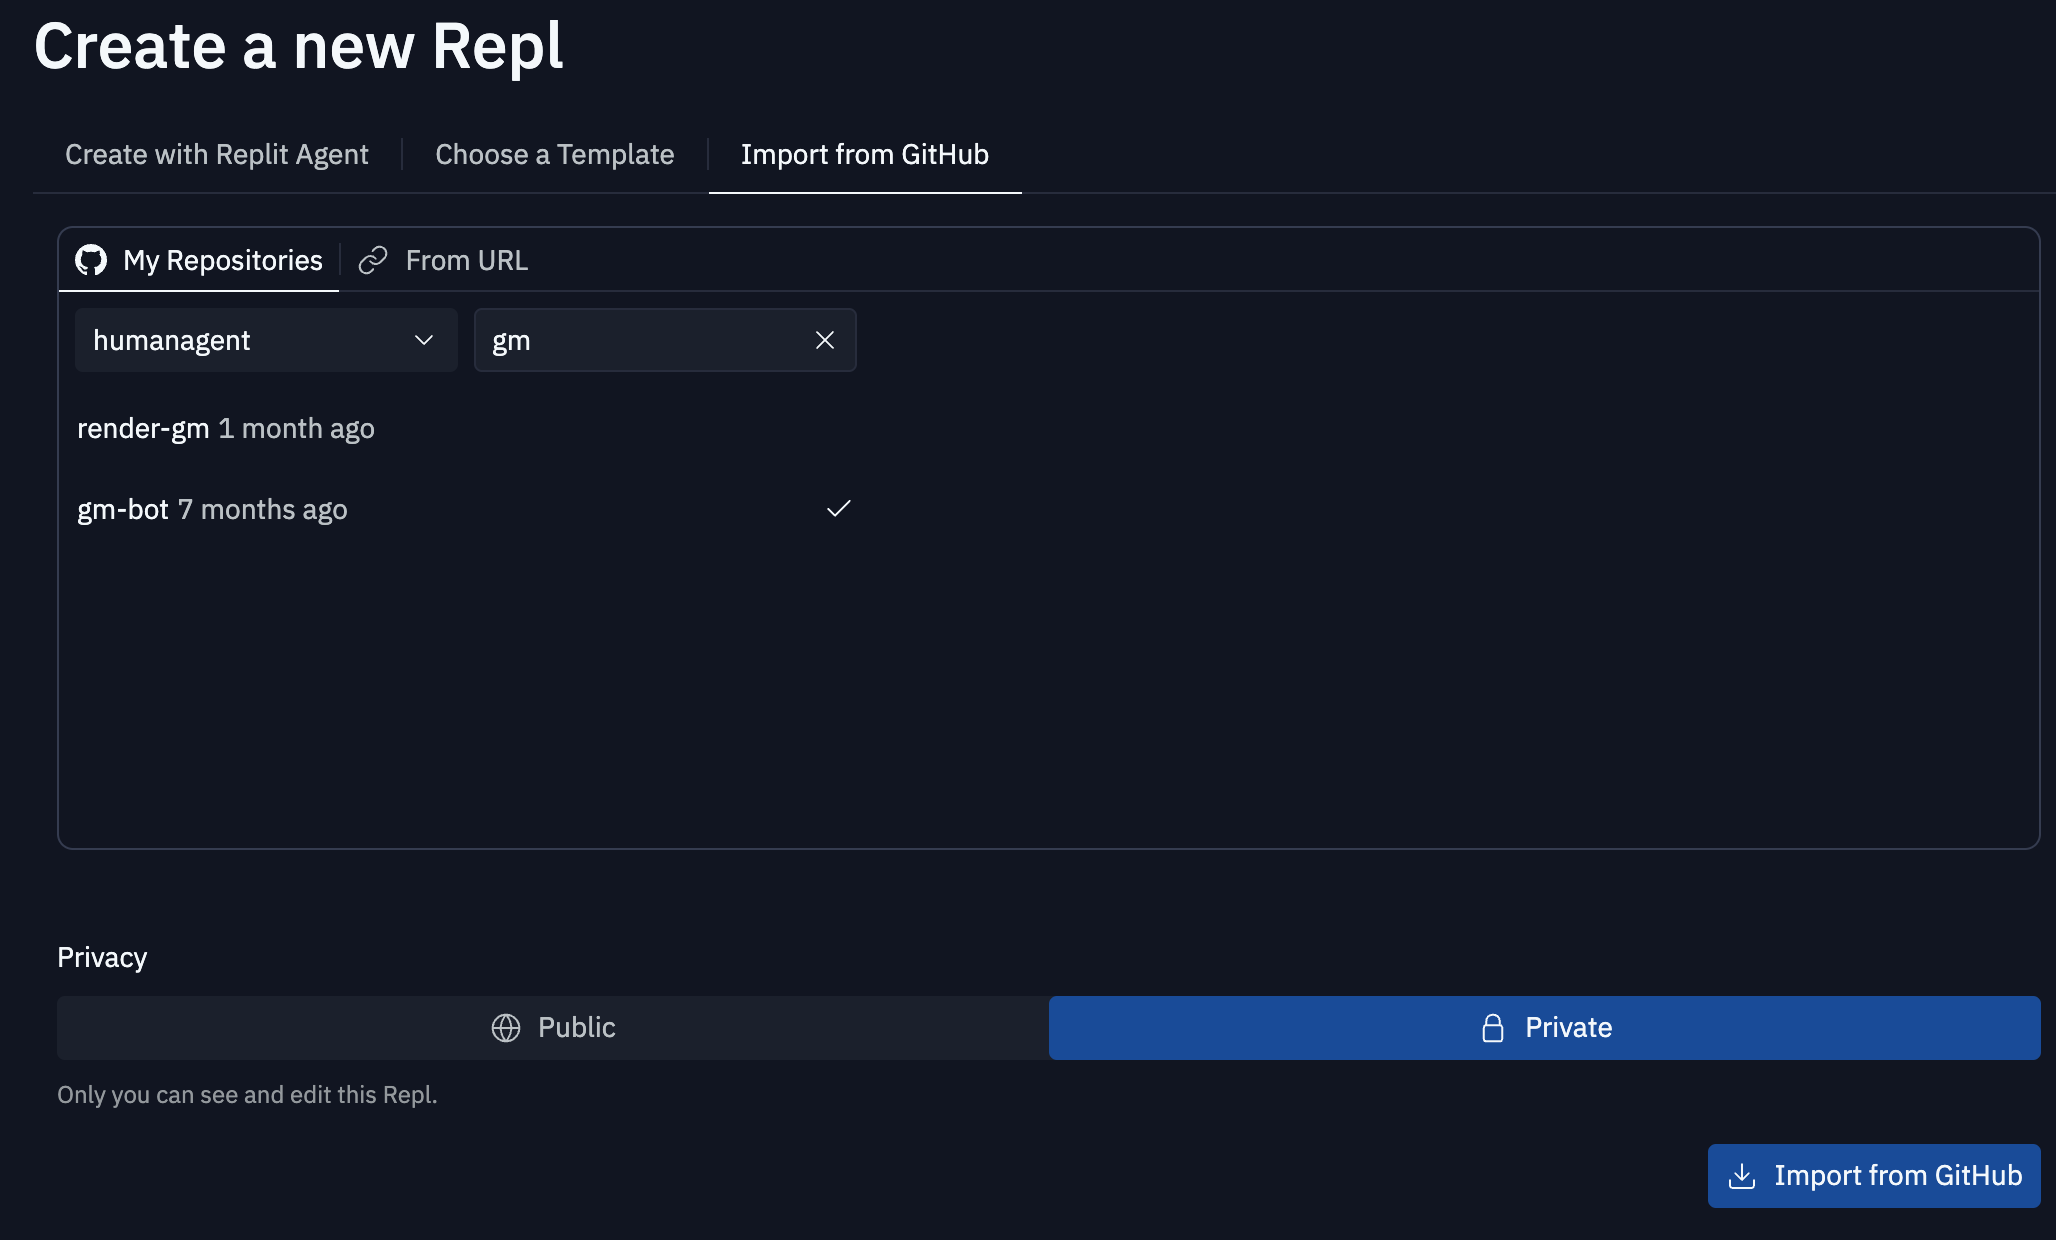 Create a new Repl
Create with Replit Agent
Choose a Template
Import from GitHub
My Repositories
From URL
humanagent
gm
render-gm 1 month ago
gm-bot 7 months ago
Privacy
Public
Private
Only you can see and edit this Repl.
Import from GitHub